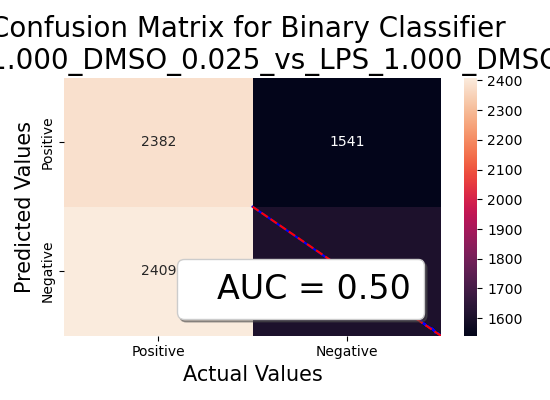 Confusion Matrix for Binary Classifier
1.000_DMSO_0.025_vs_LPS_1.000_DMSO
Predicted Values
Positive
Negative
2382
1541
2409
AUC = 0.50
Positive
Negative
Actual Values
2400
2300
2200
2100
2000
1900
1800
1700
1600